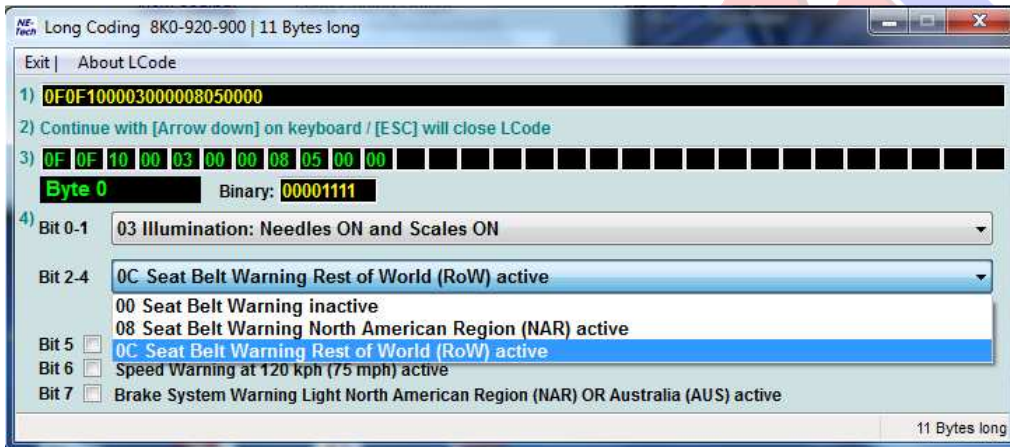 NE-Tech Long Coding 8K0-920-900 | 11 Bytes long
Exit | About LCode
1) 0F0F100003000008050000
2) Continue with [Arrow down] on keyboard / [ESC] will close LCode
3) 0F 0F 10 00 03 00 00 08 05 00 00
Byte 0 Binary: 00001111
4) Bit 0-1 03 Illumination: Needles ON and Scales ON
Bit 2-4 0C Seat Belt Warning Rest of World (RoW) active
00 Seat Belt Warning inactive
08 Seat Belt Warning North American Region (NAR) active
Bit 5 0C Seat Belt Warning Rest of World (RoW) active
Bit 6 Speed Warning at 120 kph (75 mph) active
Bit 7 Brake System Warning Light North American Region (NAR) OR Australia (AUS) active
11 Bytes long